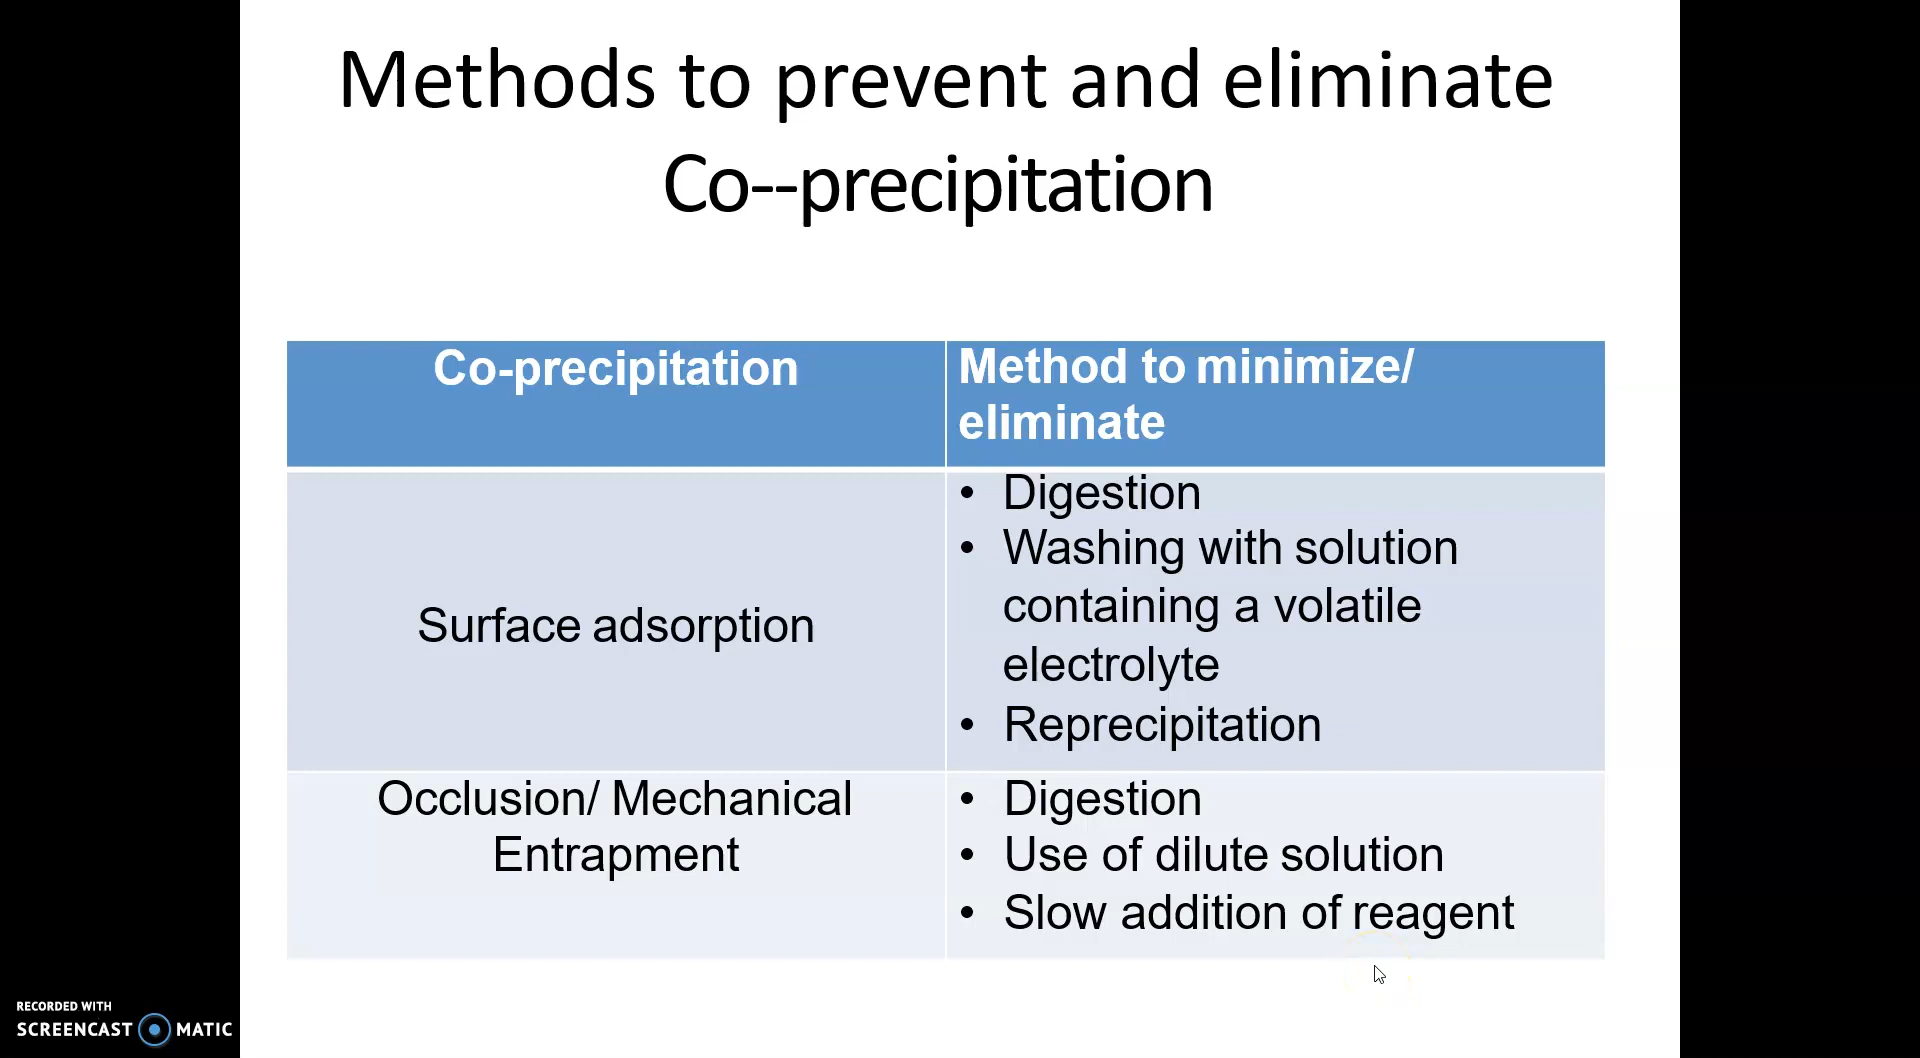 Methods to prevent and eliminate
Co--precipitation
Co-precipitation
Method to minimize/
eliminate
Surface adsorption
• Digestion
• Washing with solution
containing a volatile
electrolyte
• Reprecipitation
Occlusion/ Mechanical
Entrapment
• Digestion
• Use of dilute solution
• Slow addition of reagent
RECORDED WITH
SCREENCAST MATIC